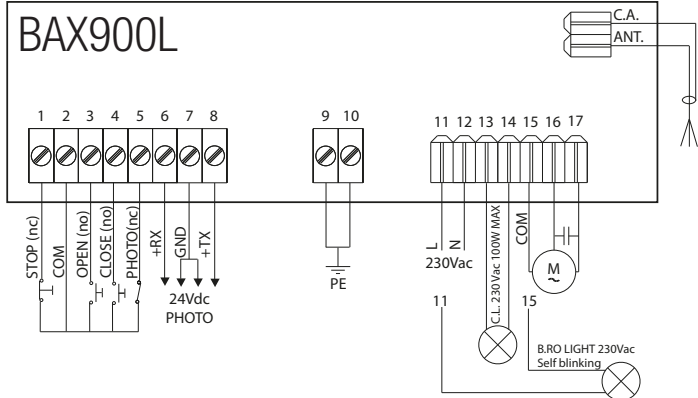 BAX900L
C.A.
ANT.
1 2 3 4 5 6 7 8
9 10
11 12 13 14 15 16 17
STOP (nc)
COM
OPEN (no)
CLOSE (no)
PHOTO(nc)
+RX
GND
+TX
24Vdc
PHOTO
PE
L
N
230Vac
C.L. 230 Vac 100W MAX
COM
M
~
11
15
B.RO LIGHT 230Vac
Self blinking